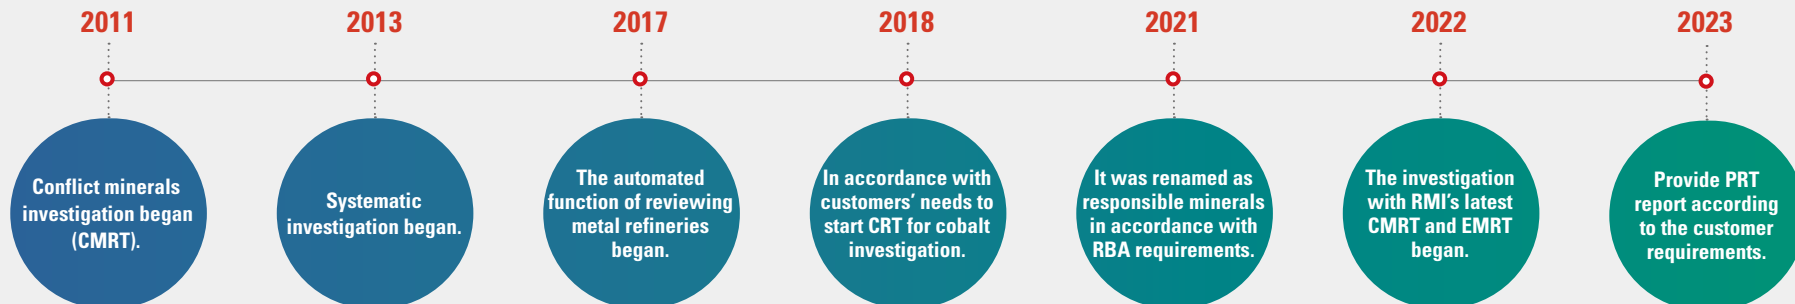 2011
2013
2017
2018
2021
2022
2023
Conflict minerals
investigation began
(CMRT).
Systematic
investigation began.
The automated
function of reviewing
metal refineries
began.
In accordance with
customers’ needs to
start CRT for cobalt
investigation.
It was renamed as
responsible minerals
in accordance with
RBA requirements.
The investigation
with RMI’s latest
CMRT and EMRT
began.
Provide PRT
report according
to the customer
requirements.